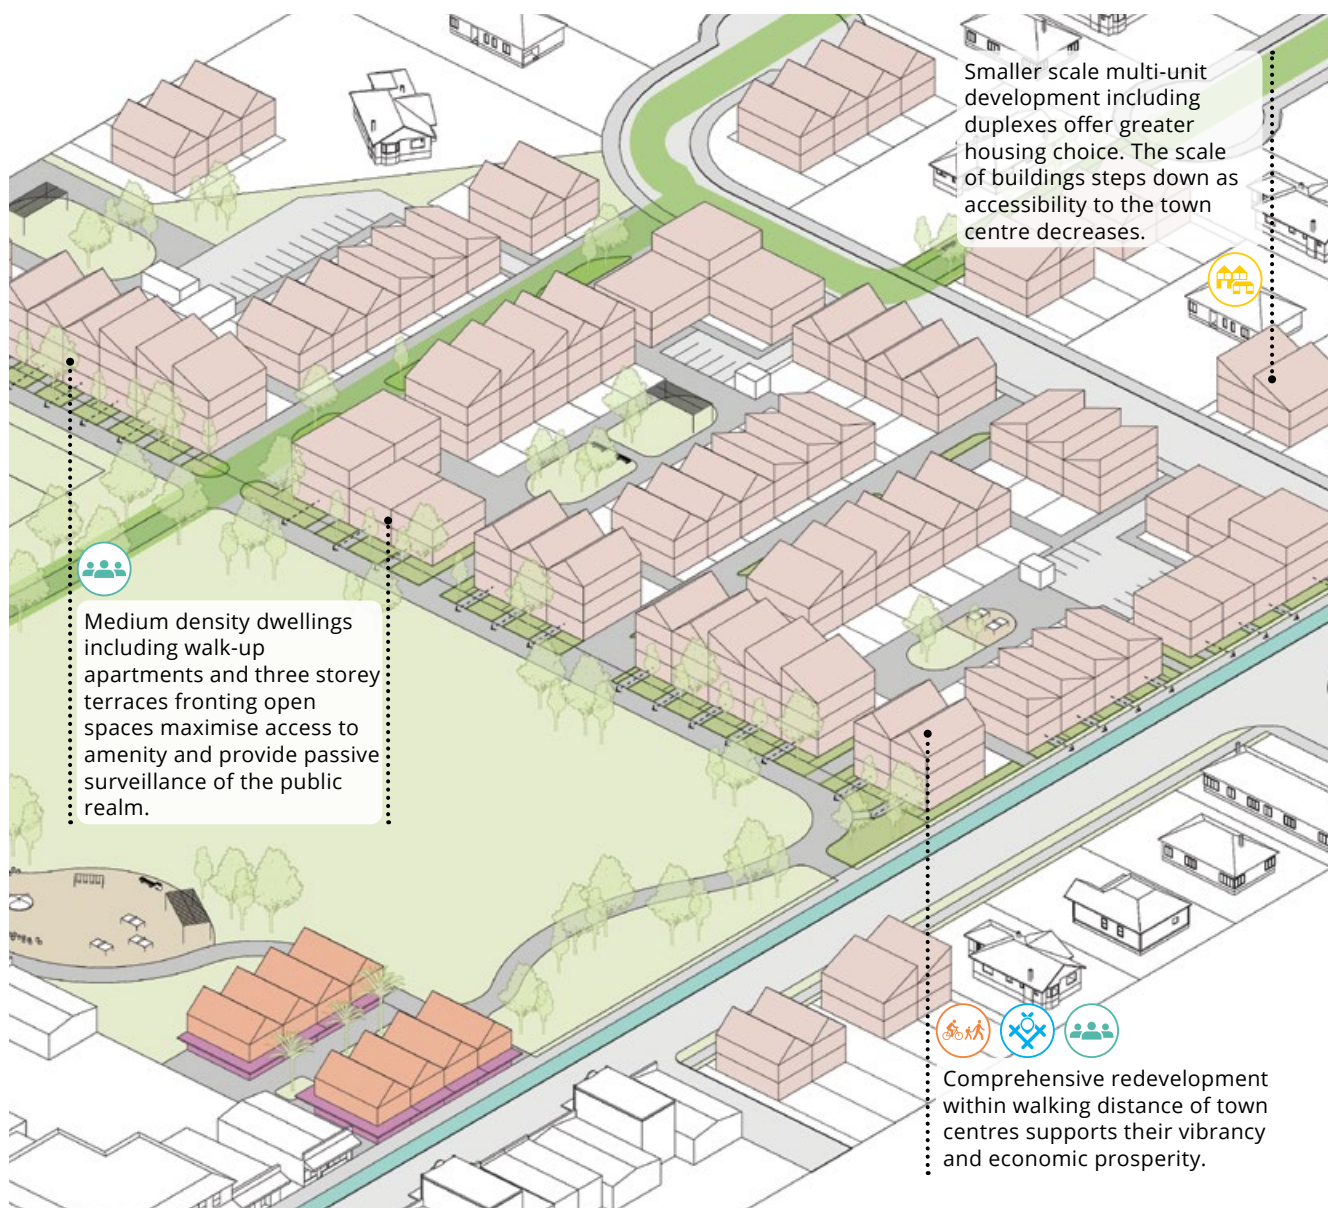 Smaller scale multi-unit
development including
duplexes offer greater
housing choice. The scale
of buildings steps down as
accessibility to the town
centre decreases.
Medium density dwellings
including walk-up
apartments and three storey
terraces fronting open
spaces maximise access to
amenity and provide passive
surveillance of the public
realm.
Comprehensive redevelopment
within walking distance of town
centres supports their vibrancy
and economic prosperity.